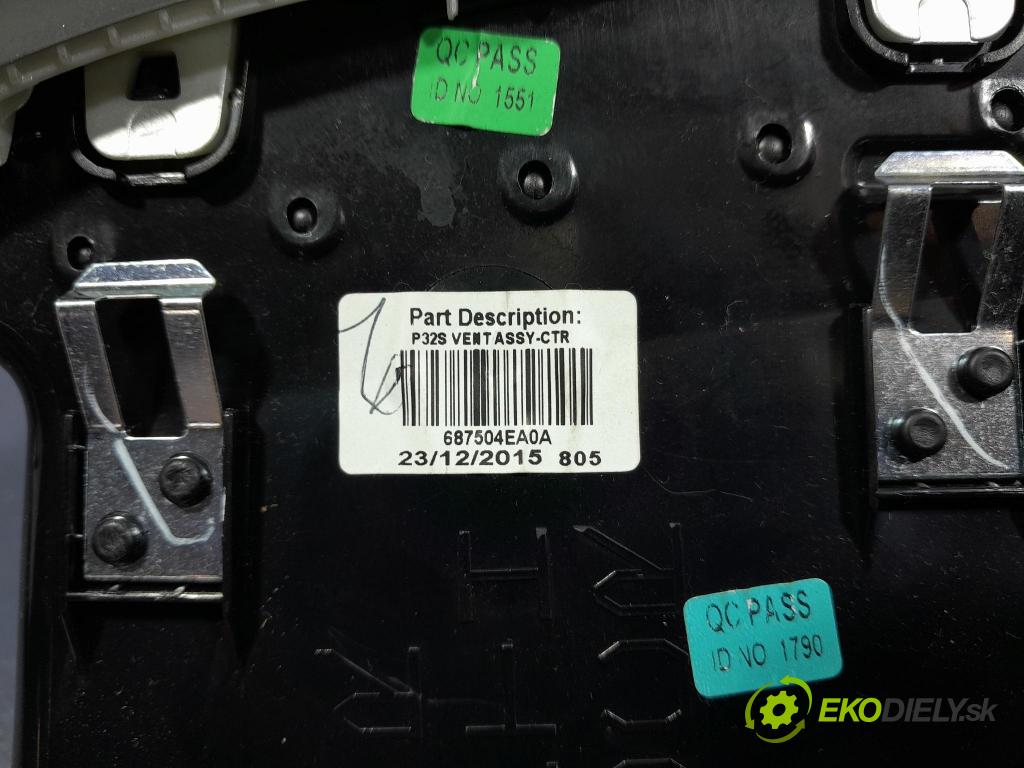 QC PASS
ID NO 1551
Part Description:
P32S VENT ASSY-CTR
687504EA0A
23/12/2015 805
QC PASS
ID NO 1790
EKODIELY.sk